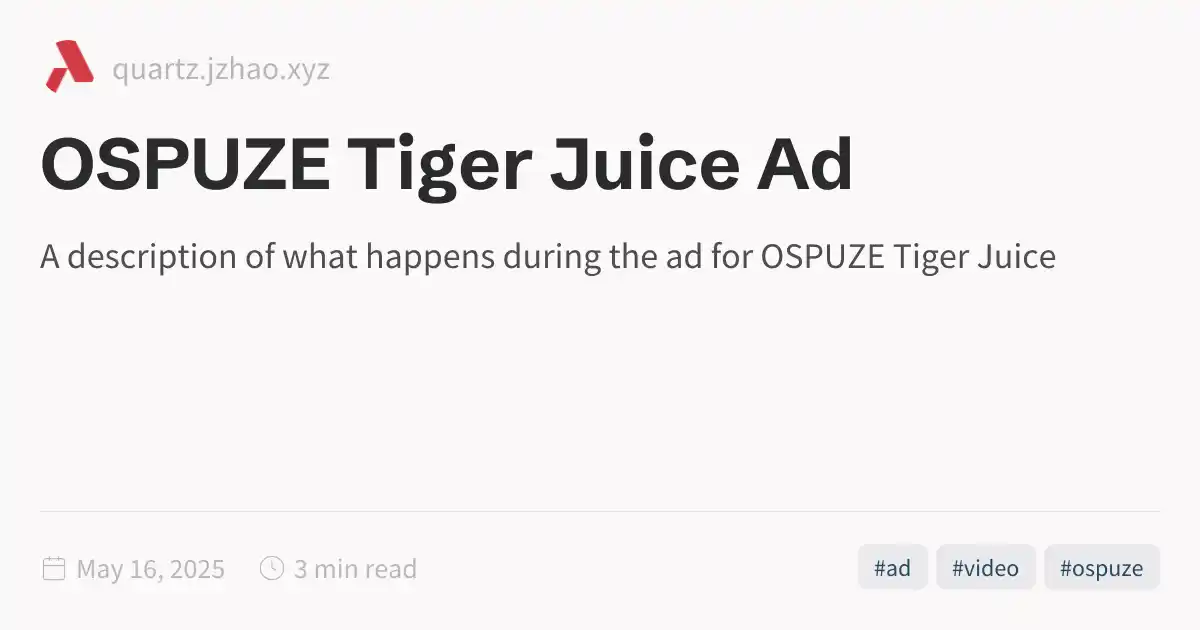 quartz.jzhao.xyz
OSPUZE Tiger Juice Ad
A description of what happens during the ad for OSPUZE Tiger Juice
May 16, 2025 3 min read #ad #video #ospuze